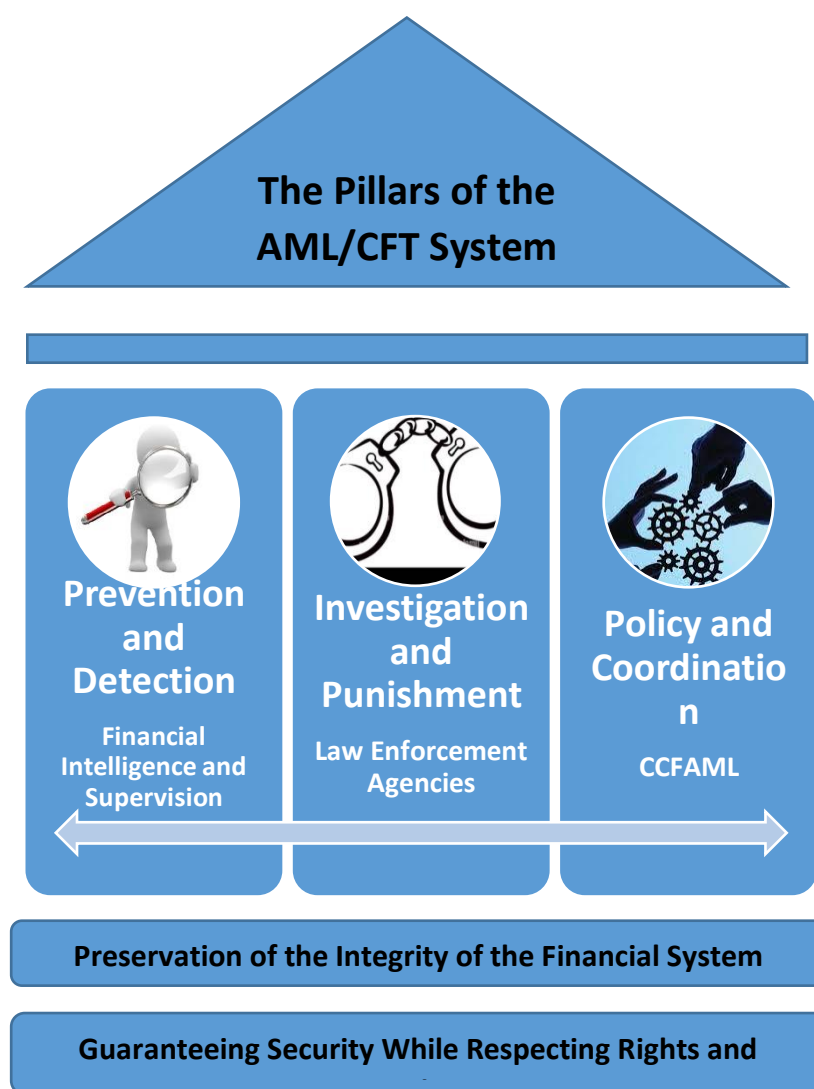 The Pillars of the
AML/CFT System
Prevention
and
Detection
Financial
Intelligence and
Supervision
Investigation
and
Punishment
Law Enforcement
Agencies
Policy and
Coordinatio
n
CCFAML
Preservation of the Integrity of the Financial System
Guaranteeing Security While Respecting Rights and